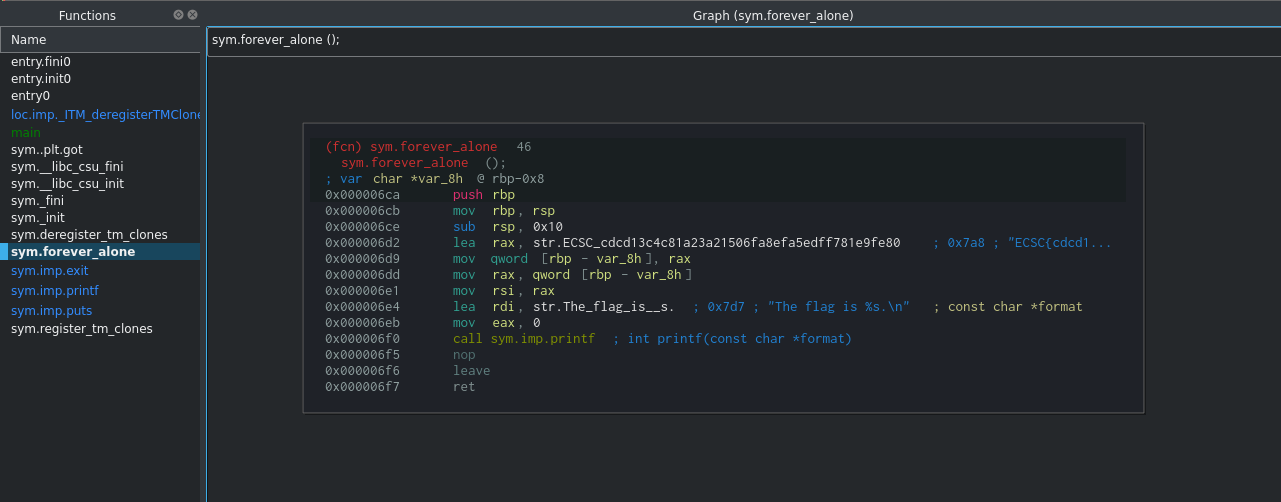 Functions
Name
entry.fini0
entry.init0
entry0
loc.imp._ITM_deregisterTMClone
main
sym..plt.got
sym.__libc_csu_fini
sym.__libc_csu_init
sym._fini
sym._init
sym.deregister_tm_clones
sym.forever_alone
sym.imp.exit
sym.imp.printf
sym.imp.puts
sym.register_tm_clones
Graph (sym.forever_alone)
sym.forever_alone ();
(fcn) sym.forever_alone 46
sym.forever_alone ();
; var char *var_8h @ rbp-0x8
0x000006ca push rbp
0x000006cb mov rbp, rsp
0x000006ce sub rsp, 0x10
0x000006d2 lea rax, str.ECSC_cdcd13c4c81a23a21506fa8efa5edff781e9fe80 ; 0x7a8 ; "ECSC{cdcd1...
0x000006d9 mov qword [rbp - var_8h], rax
0x000006dd mov rax, qword [rbp - var_8h]
0x000006e1 mov rsi, rax
0x000006e4 lea rdi, str.The_flag_is__s. ; 0x7d7 ; "The flag is %s.\n" ; const char *format
0x000006eb mov eax, 0
0x000006f0 call sym.imp.printf ; int printf(const char *format)
0x000006f5 nop
0x000006f6 leave
0x000006f7 ret